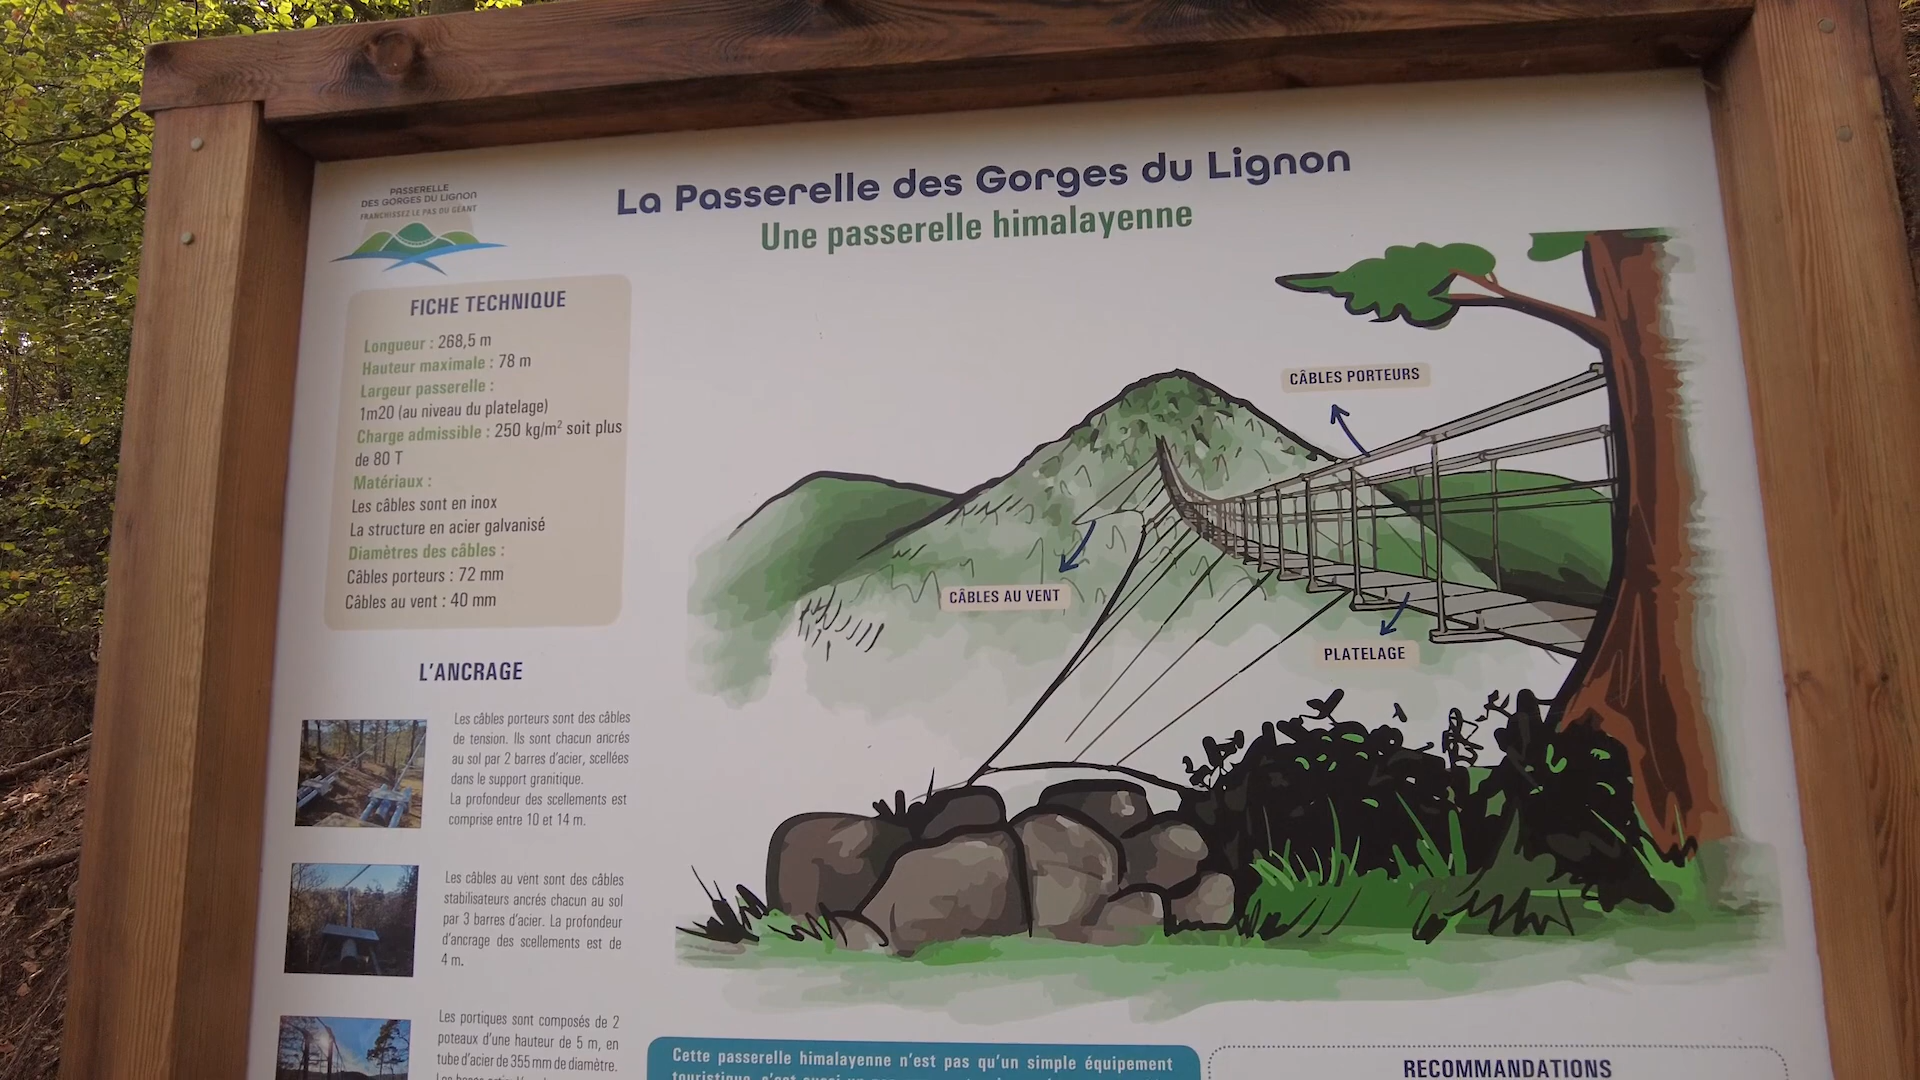 PASSERELLE
DES GORGES DU LIGNON
FRANCHISSEZ LE PAS DU GÉANT
La Passerelle des Gorges du Lignon
Une passerelle himalayenne
FICHE TECHNIQUE
Longueur : 268,5 m
Hauteur maximale : 78 m
Largeur passerelle :
1m20 (au niveau du platelage)
Charge admissible : 250 kg/m² soit plus
de 80 T
Matériaux :
Les câbles sont en inox
La structure en acier galvanisé
Diamètres des câbles :
Câbles porteurs : 72 mm
Câbles au vent : 40 mm
CÂBLES PORTEURS
CÂBLES AU VENT
PLATELAGE
L'ANCRAGE
Les câbles porteurs sont des câbles
de tension. Ils sont chacun ancrés
au sol par 2 barres d'acier, scellées
dans le support granitique.
La profondeur des scellements est
comprise entre 10 et 14 m.
Les câbles au vent sont des câbles
stabilisateurs ancrés chacun au sol
par 3 barres d'acier. La profondeur
d'ancrage des scellements est de
4 m.
Les portiques sont composés de 2
poteaux d'une hauteur de 5 m, en
tube d'acier de 355 mm de diamètre.
Cette passerelle himalayenne n'est pas qu'un simple équipement
RECOMMANDATIONS